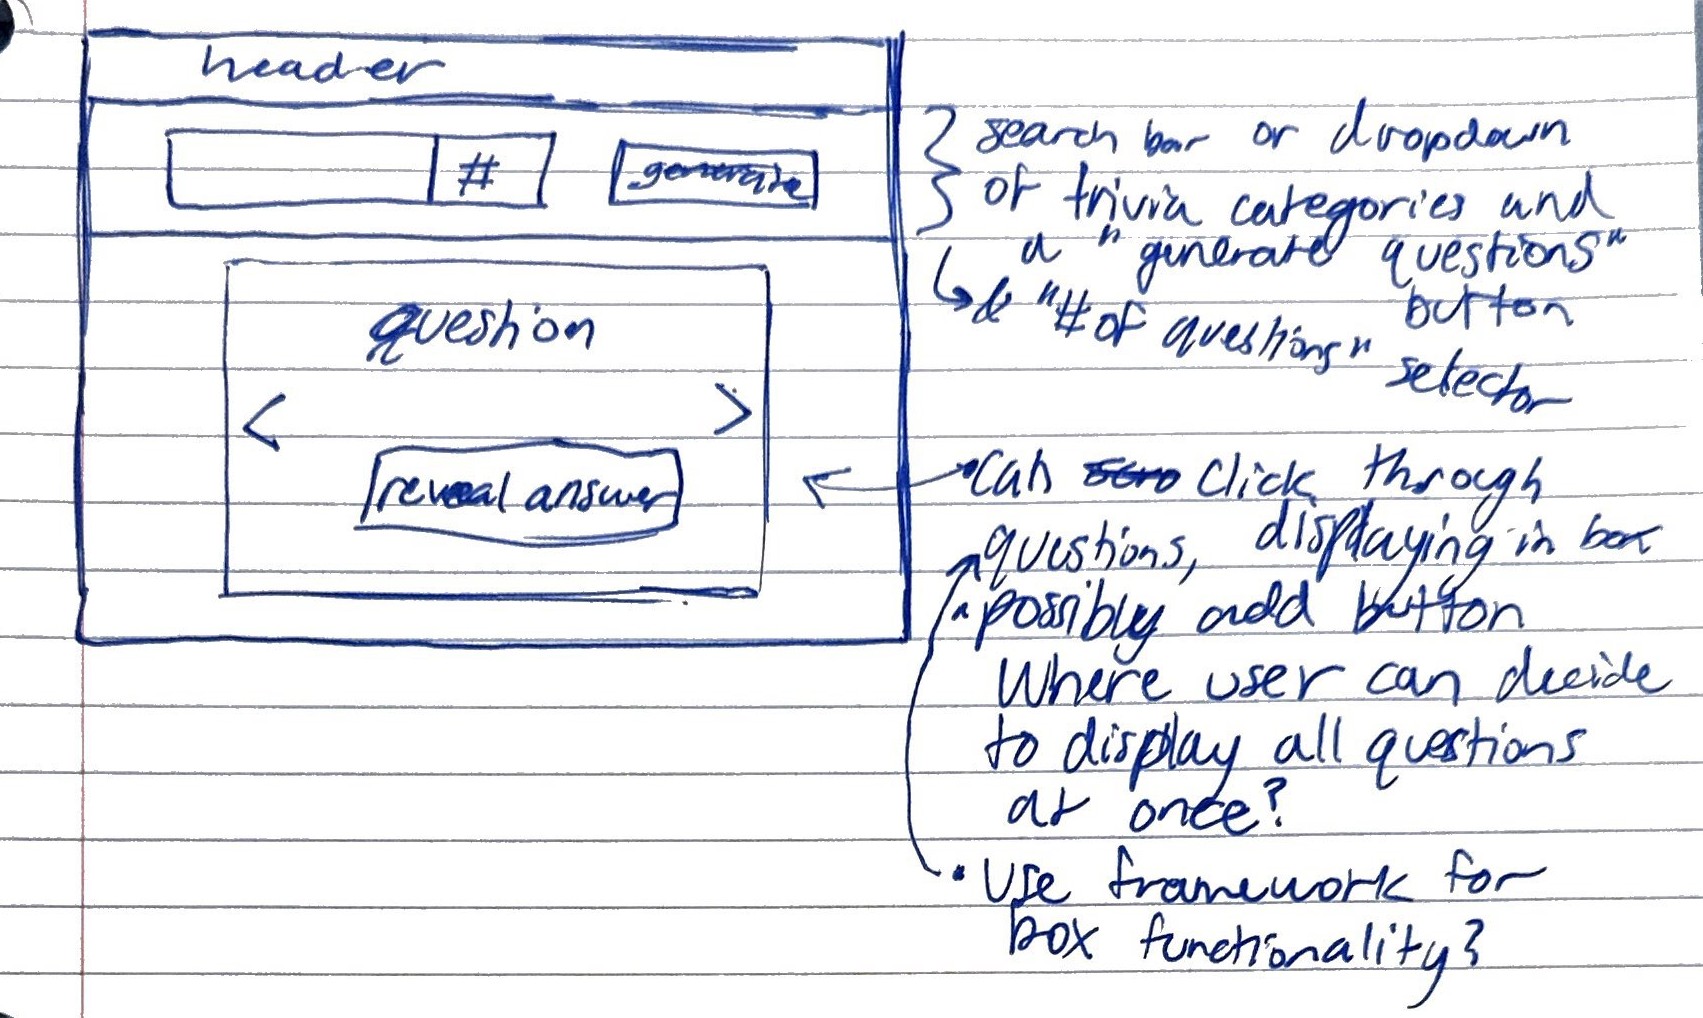 header
#
generate
question
<
>
reveal answer
search bar or dropdown
of trivia categories and
a "generate questions"
button
& "# of questions"
selector
• Can click through
questions, displaying in box
• possibly add button
Where user can decide
to display all questions
at once?
• Use framework for
box functionality?